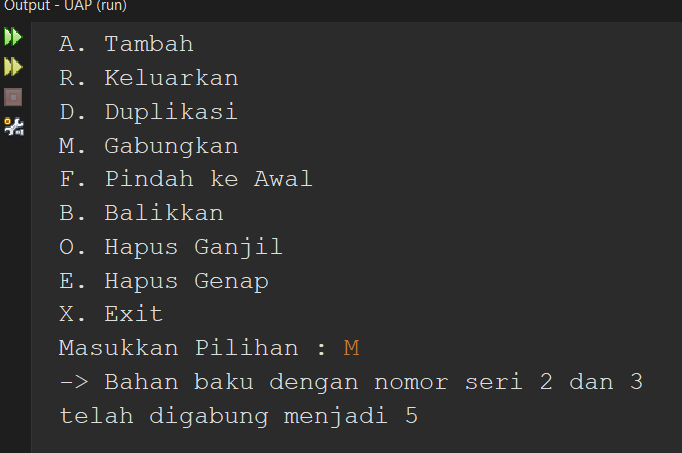 Output - UAP (run)
A. Tambah
R. Keluarkan
D. Duplikasi
M. Gabungkan
F. Pindah ke Awal
B. Balikkan
O. Hapus Ganjil
E. Hapus Genap
X. Exit
Masukkan Pilihan : M
-> Bahan baku dengan nomor seri 2 dan 3
telah digabung menjadi 5